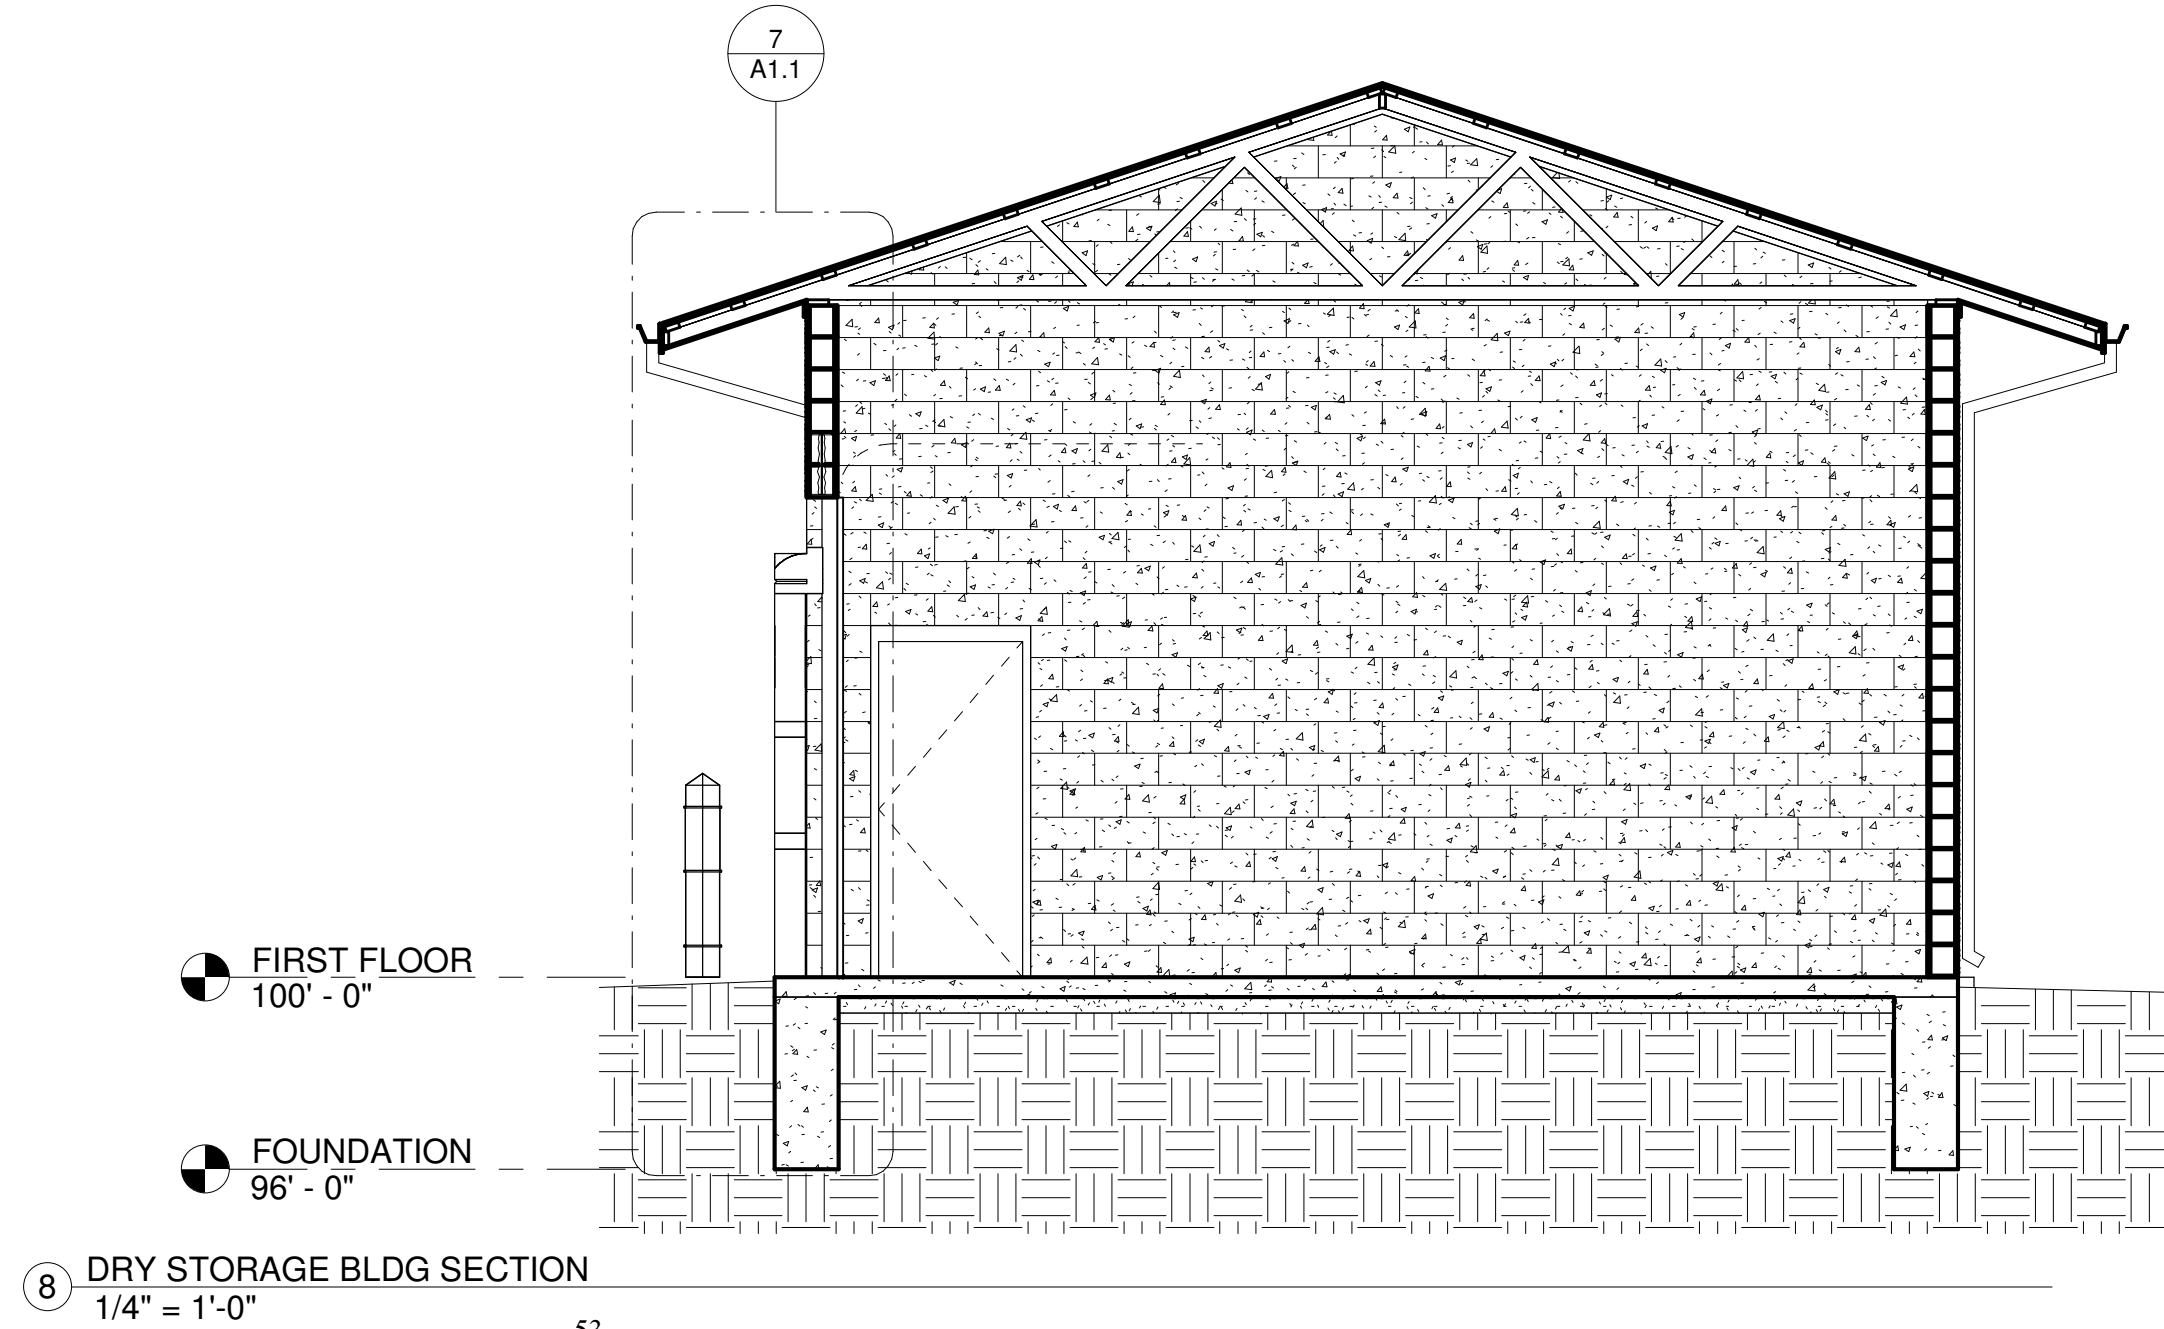 7
A1.1
FIRST FLOOR
100' - 0"
FOUNDATION
96' - 0"
8
DRY STORAGE BLDG SECTION
1/4" = 1'-0"